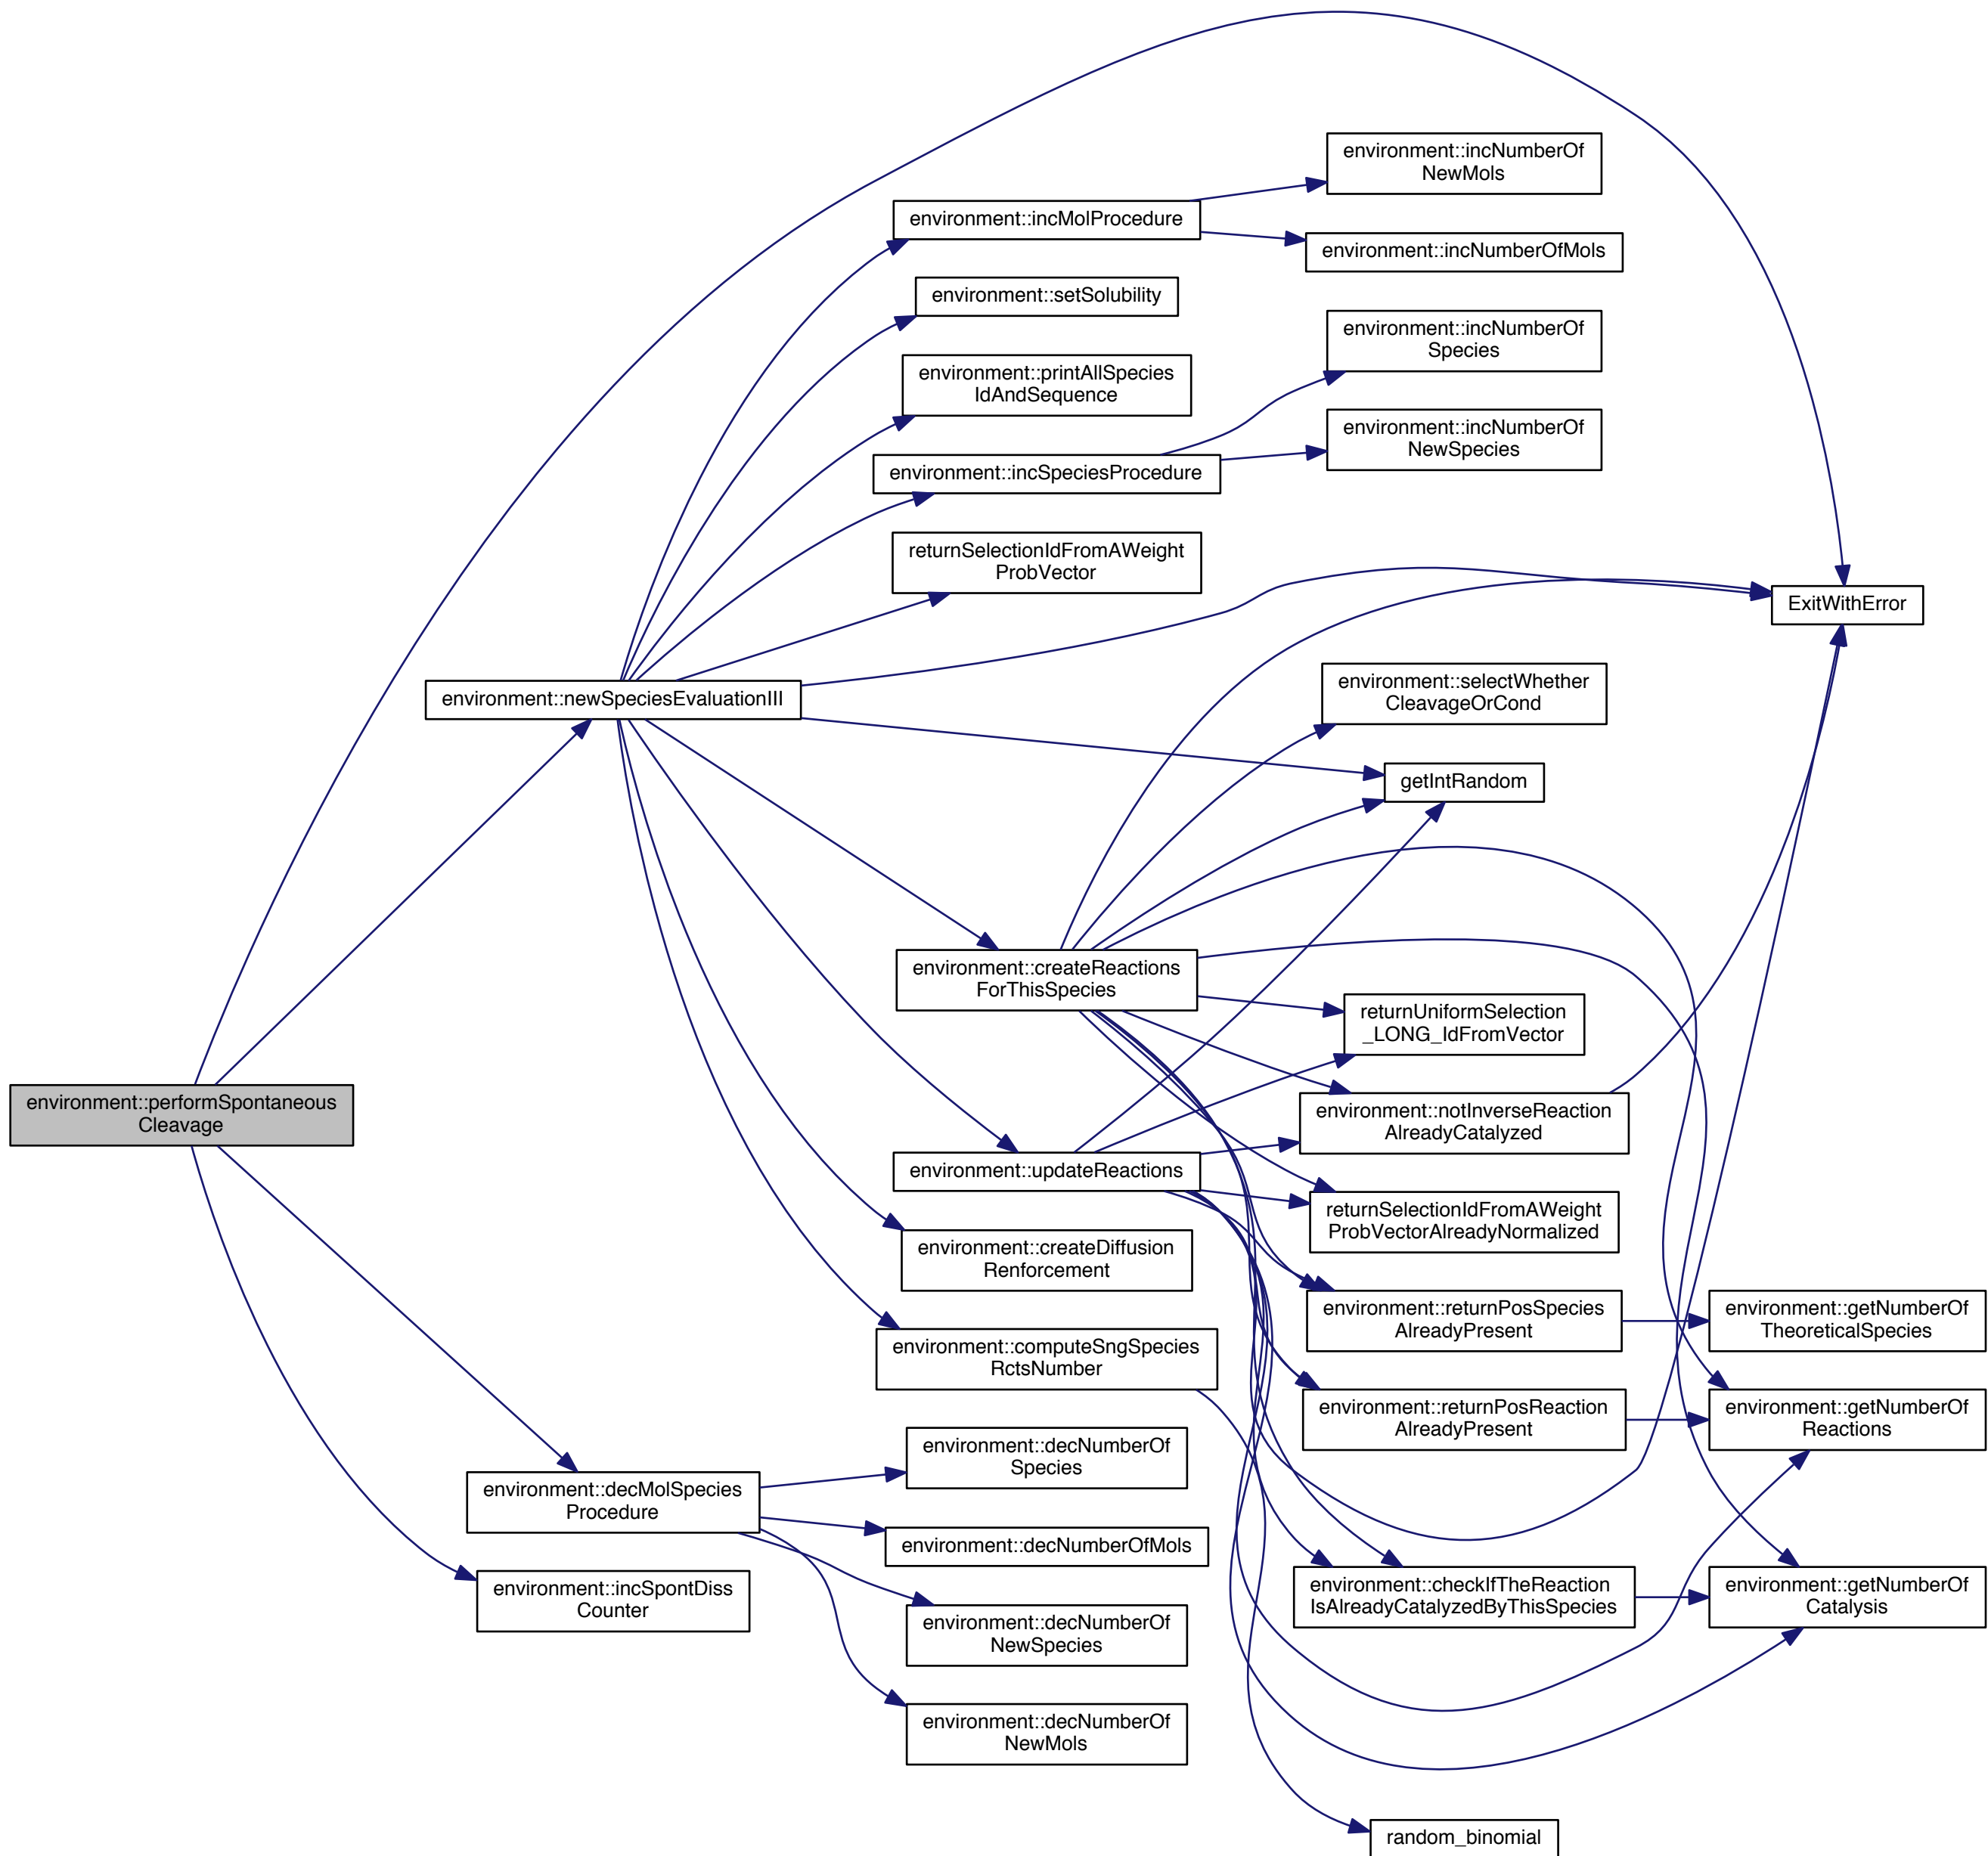 environment::incNumberOf
NewMols
environment::incMolProcedure
environment::incNumberOfMols
environment::setSolubility
environment::incNumberOf
Species
environment::printAllSpecies
IdAndSequence
environment::incNumberOf
NewSpecies
environment::incSpeciesProcedure
returnSelectionIdFromAWeight
ProbVector
ExitWithError
environment::newSpeciesEvaluationIII
environment::selectWhether
CleavageOrCond
getIntRandom
environment::createReactions
ForThisSpecies
returnUniformSelection
_LONG_IdFromVector
environment::performSpontaneous
Cleavage
environment::notInverseReaction
AlreadyCatalyzed
environment::updateReactions
returnSelectionIdFromAWeight
ProbVectorAlreadyNormalized
environment::createDiffusion
Renforcement
environment::returnPosSpecies
AlreadyPresent
environment::getNumberOf
TheoreticalSpecies
environment::computeSngSpecies
RctsNumber
environment::returnPosReaction
AlreadyPresent
environment::getNumberOf
Reactions
environment::decNumberOf
Species
environment::decMolSpecies
Procedure
environment::decNumberOfMols
environment::incSpontDiss
Counter
environment::checkIfTheReaction
IsAlreadyCatalyzedByThisSpecies
environment::getNumberOf
Catalysis
environment::decNumberOf
NewSpecies
environment::decNumberOf
NewMols
random_binomial